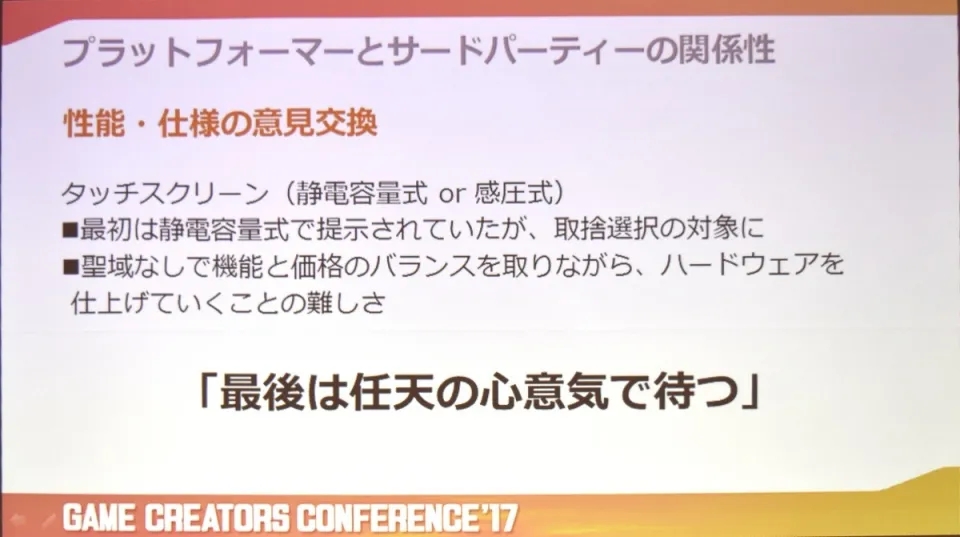 プラットフォーマーとサードパーティーの関係性
性能・仕様の意見交換
タッチスクリーン（静電容量式 or 感圧式）
■最初は静電容量式で提示されていたが、取捨選択の対象に
■聖域なしで機能と価格のバランスを取りながら、ハードウェアを
仕上げていくことの難しさ
「最後は任天の心意気で待つ」
GAME CREATORS CONFERENCE'17